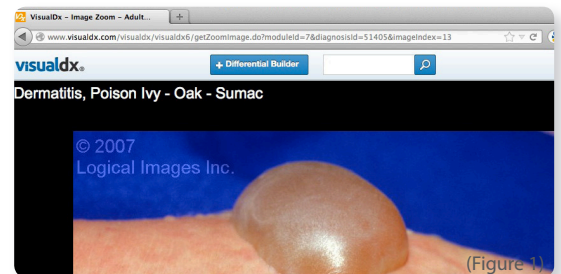 VisualDx – Image Zoom – Adult...
www.visualdx.com/visualdx/visualdx6/getZoomImage.do?moduleId=7&diagnosisId=51405&imageIndex=13
visualdx®
+ Differential Builder
Dermatitis, Poison Ivy - Oak - Sumac
© 2007
Logical Images Inc.
(Figure 1)